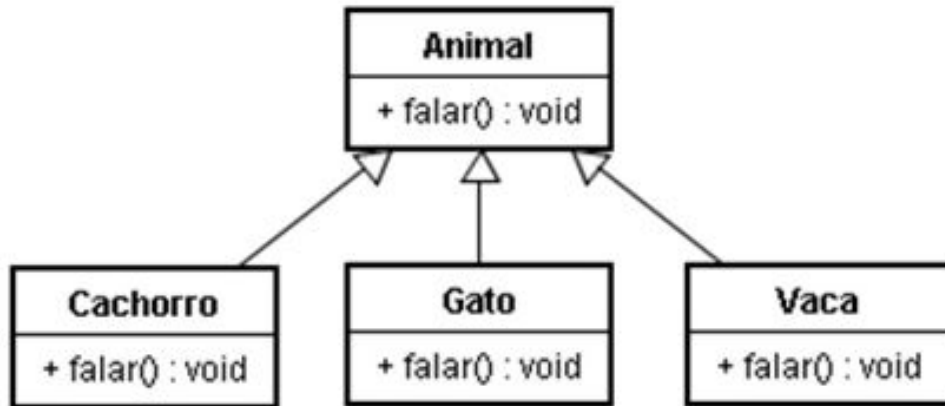 Animal
+ falar() : void
Cachorro
+ falar() : void
Gato
+ falar() : void
Vaca
+ falar() : void